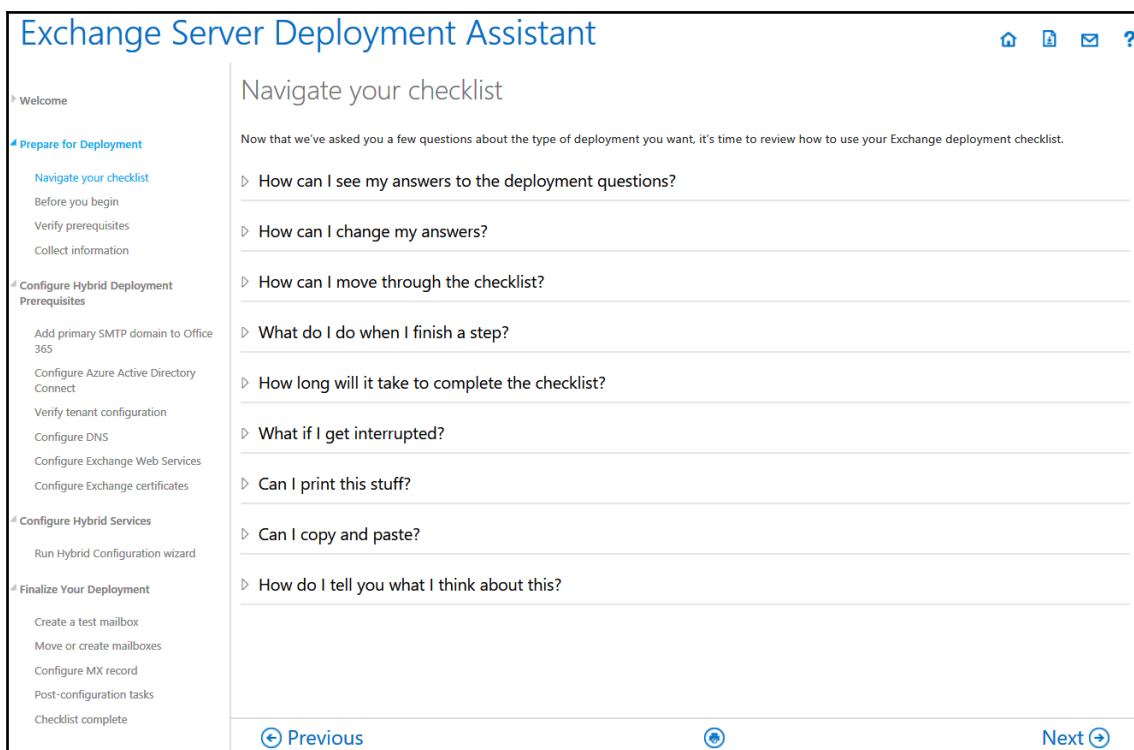 Exchange Server Deployment Assistant
?
Welcome
Prepare for Deployment
Navigate your checklist
Before you begin
Verify prerequisites
Collect information
Configure Hybrid Deployment
Prerequisites
Add primary SMTP domain to Office
365
Configure Azure Active Directory
Connect
Verify tenant configuration
Configure DNS
Configure Exchange Web Services
Configure Exchange certificates
Configure Hybrid Services
Run Hybrid Configuration wizard
Finalize Your Deployment
Create a test mailbox
Move or create mailboxes
Configure MX record
Post-configuration tasks
Checklist complete
Navigate your checklist
Now that we've asked you a few questions about the type of deployment you want, it's time to review how to use your Exchange deployment checklist.
How can I see my answers to the deployment questions?
How can I change my answers?
How can I move through the checklist?
What do I do when I finish a step?
How long will it take to complete the checklist?
What if I get interrupted?
Can I print this stuff?
Can I copy and paste?
How do I tell you what I think about this?
Previous
Next